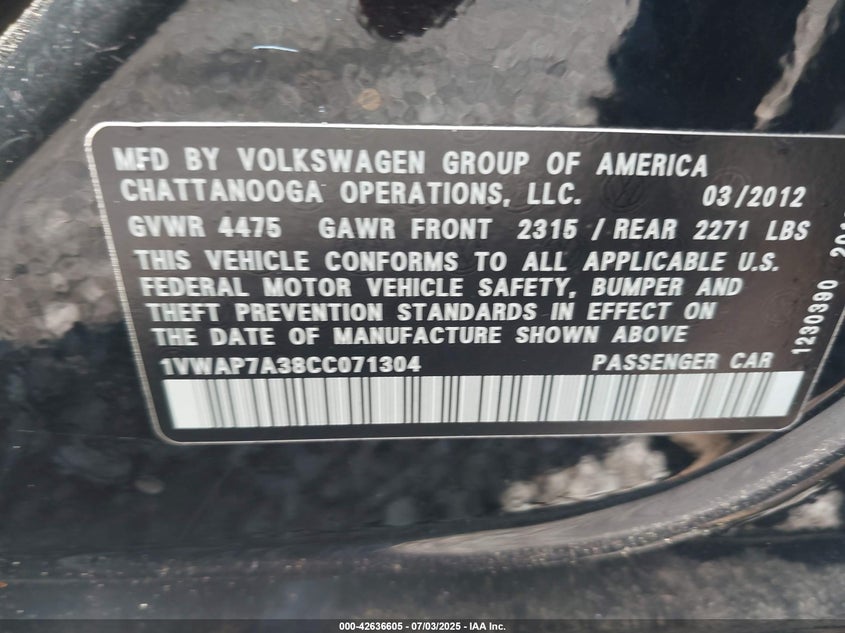 MFD BY VOLKSWAGEN GROUP OF AMERICA
CHATTANOOGA OPERATIONS, LLC. 03/2012
GVWR 4475 GAWR FRONT 2315 / REAR 2271 LBS
THIS VEHICLE CONFORMS TO ALL APPLICABLE U.S.
FEDERAL MOTOR VEHICLE SAFETY, BUMPER AND
THEFT PREVENTION STANDARDS IN EFFECT ON
THE DATE OF MANUFACTURE SHOWN ABOVE
1VWAP7A38CC071304 PASSENGER CAR
1230390
000-42636605 - 07/03/2025 - IAA Inc.